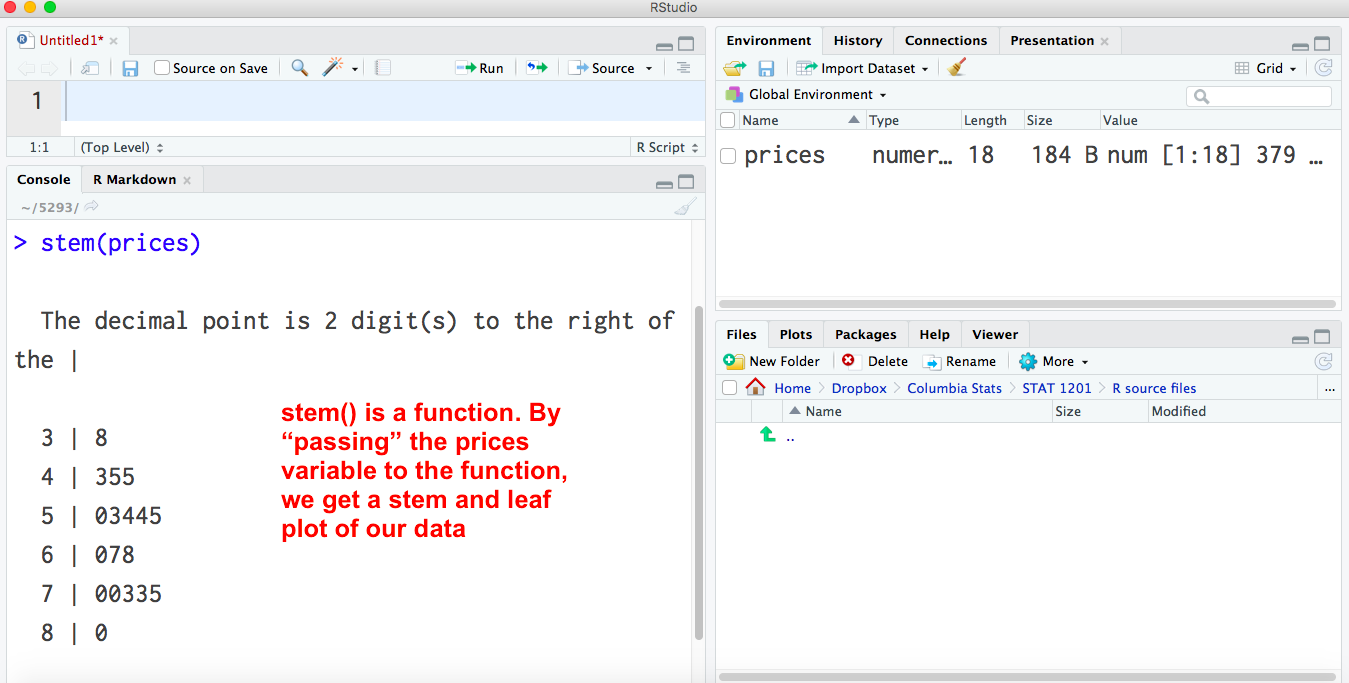 RStudio
Untitled1*
Source on Save
Run
Source
1
1:1 (Top Level) R Script
Console R Markdown
~/5293/
> stem(prices)
The decimal point is 2 digit(s) to the right of
the |
3 | 8
4 | 355
5 | 03445
6 | 078
7 | 00335
8 | 0
stem() is a function. By
“passing” the prices
variable to the function,
we get a stem and leaf
plot of our data
Environment History Connections Presentation
Import Dataset Grid
Global Environment
Name Type Length Size Value
prices numer… 18 184 B num [1:18] 379 …
Files Plots Packages Help Viewer
New Folder Delete Rename More
Home Dropbox Columbia Stats STAT 1201 R source files ...
Name Size Modified
..